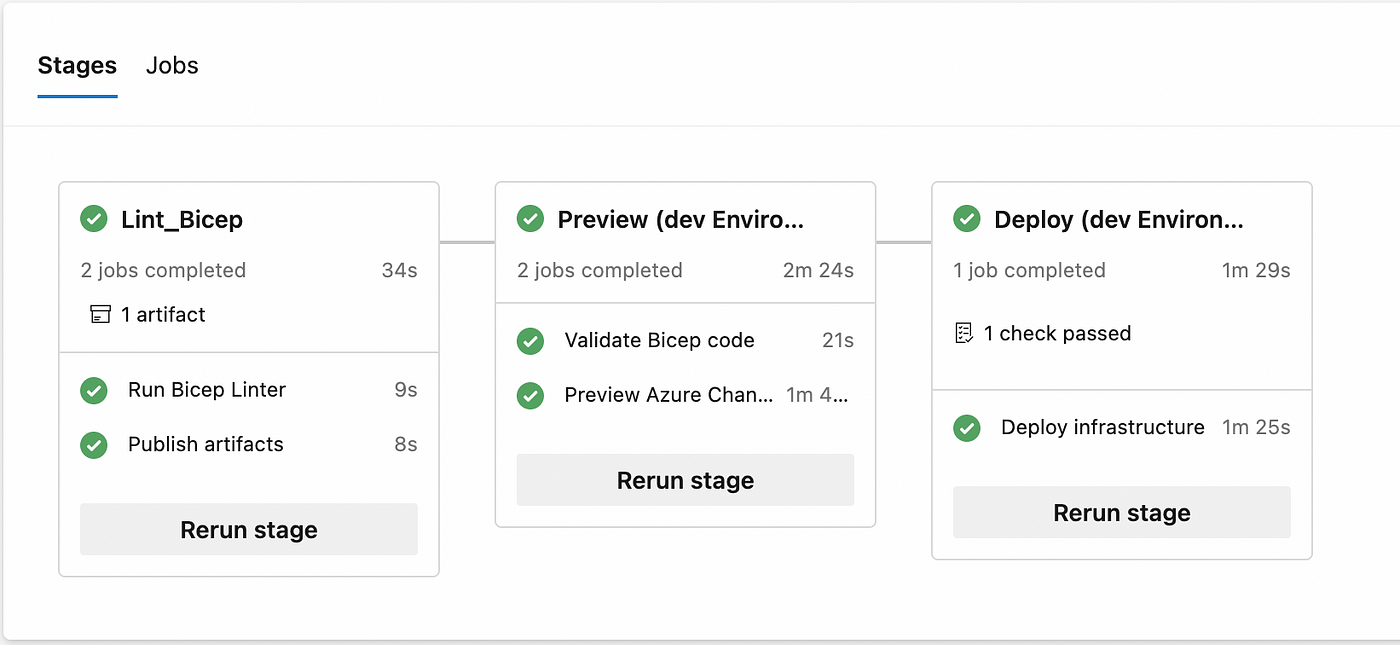 Stages Jobs
Lint_Bicep
2 jobs completed 34s
1 artifact
Run Bicep Linter 9s
Publish artifacts 8s
Rerun stage
Preview (dev Enviro...
2 jobs completed 2m 24s
Validate Bicep code 21s
Preview Azure Chan... 1m 4...
Rerun stage
Deploy (dev Environ...
1 job completed 1m 29s
1 check passed
Deploy infrastructure 1m 25s
Rerun stage